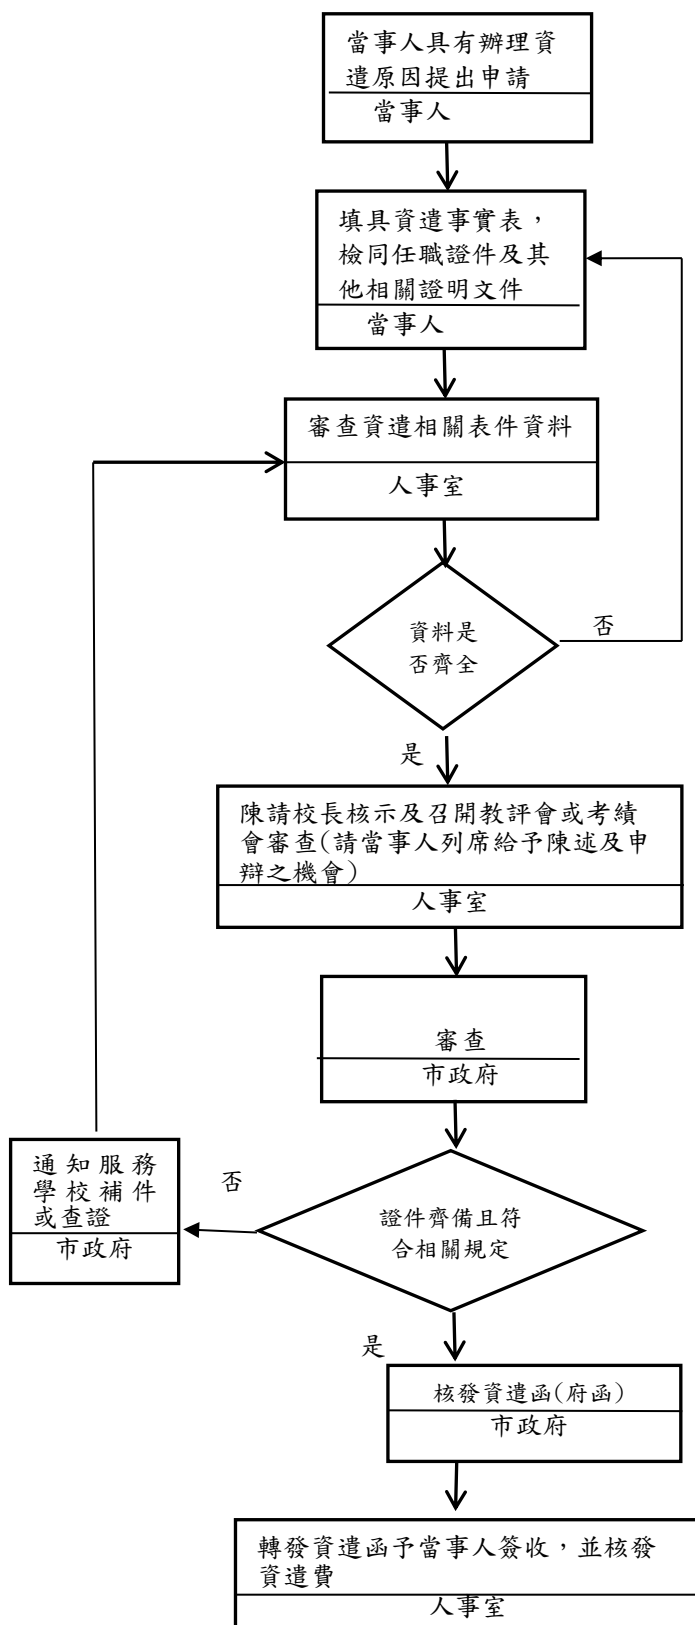 當事人具有辦理資
遣原因提出申請
當事人
填具資遣事實表，
檢同任職證件及其
他相關證明文件
當事人
審查資遣相關表件資料
人事室
資料是
否齊全
否
是
陳請校長核示及召開教評會或考績
會審查(請當事人列席給予陳述及申
辯之機會)
人事室
審查
市政府
通知服務
學校補件
或查證
市政府
否
證件齊備且符
合相關規定
是
核發資遣函(府函)
市政府
轉發資遣函予當事人簽收，並核發
資遣費
人事室